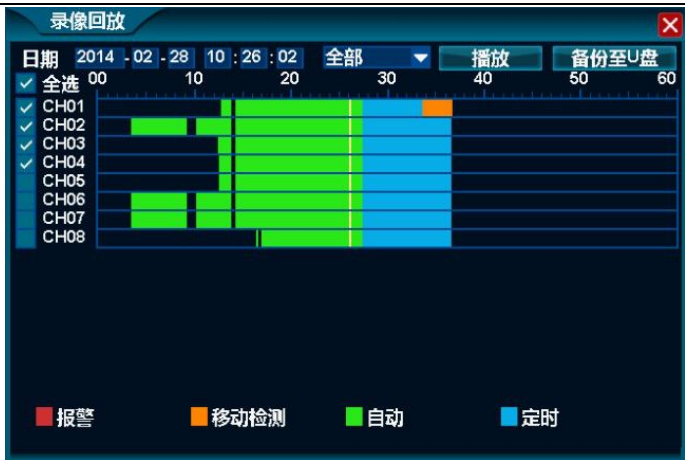 录像回放
日期 2014 - 02 - 28 10 : 26 : 02 全部 播放 备份至U盘
全选 00 10 20 30 40 50 60
CH01
CH02
CH03
CH04
CH05
CH06
CH07
CH08
报警 移动检测 自动 定时